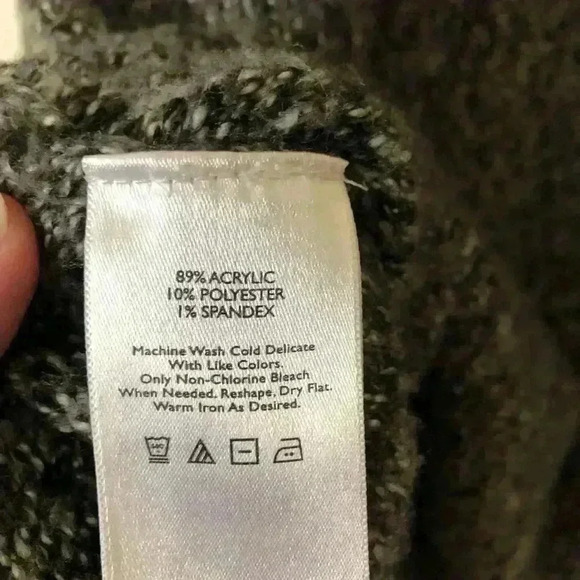 89% ACRYLIC
10% POLYESTER
1% SPANDEX
Machine Wash Cold Delicate
With Like Colors.
Only Non-Chlorine Bleach
When Needed. Reshape, Dry Flat.
Warm Iron As Desired.